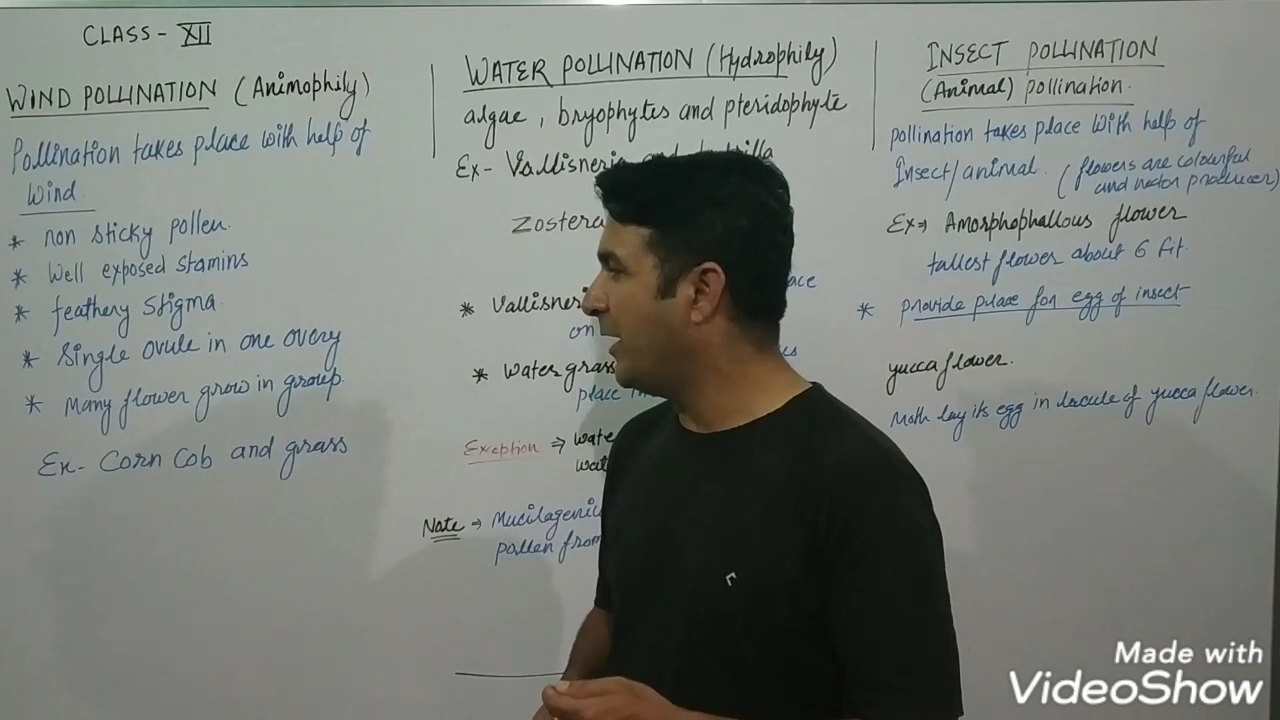 CLASS - XII
WIND POLLINATION (Animophily)
Pollination takes place with help of
Wind.
* non sticky pollen.
* Well exposed stamins
* feathery stigma.
* Single ovule in one overy
* Many flower grow in group.
Ex- Corn cob and grass
WATER POLLINATION (Hydrophily)
algae, bryophytes and pteridophyte
Ex- Vallisneria and
Zostera
* Vallisneri
on
* Water grass
place
Exception ⇒ wate
wat
Note → Mucilageniu
pollen from
INSECT POLLINATION
(Animal) pollination.
pollination takes place with help of
Insect/animal. (flowers are colourful
and nector producer)
Ex⇒ Amorphophallous flower
tallest flower about 6 fit.
* provide place for egg of insect
yucca flower.
Moth lay its egg in locule of yucca flower.
Made with
VideoShow